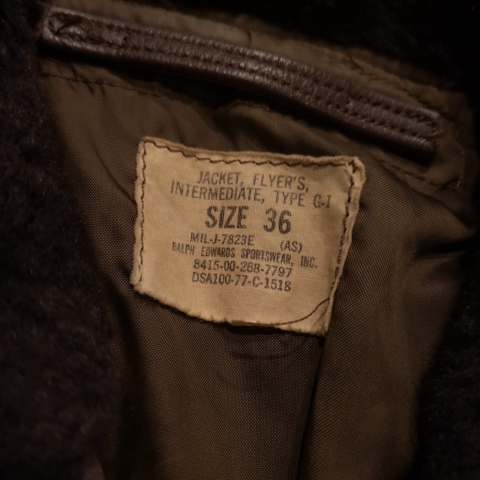 JACKET, FLYER'S,
INTERMEDIATE, TYPE G-1
SIZE 36
MIL-J-7823E (AS)
RALPH EDWARDS SPORTSWEAR, INC.
8415-00-268-7797
DSA100-77-C-1518